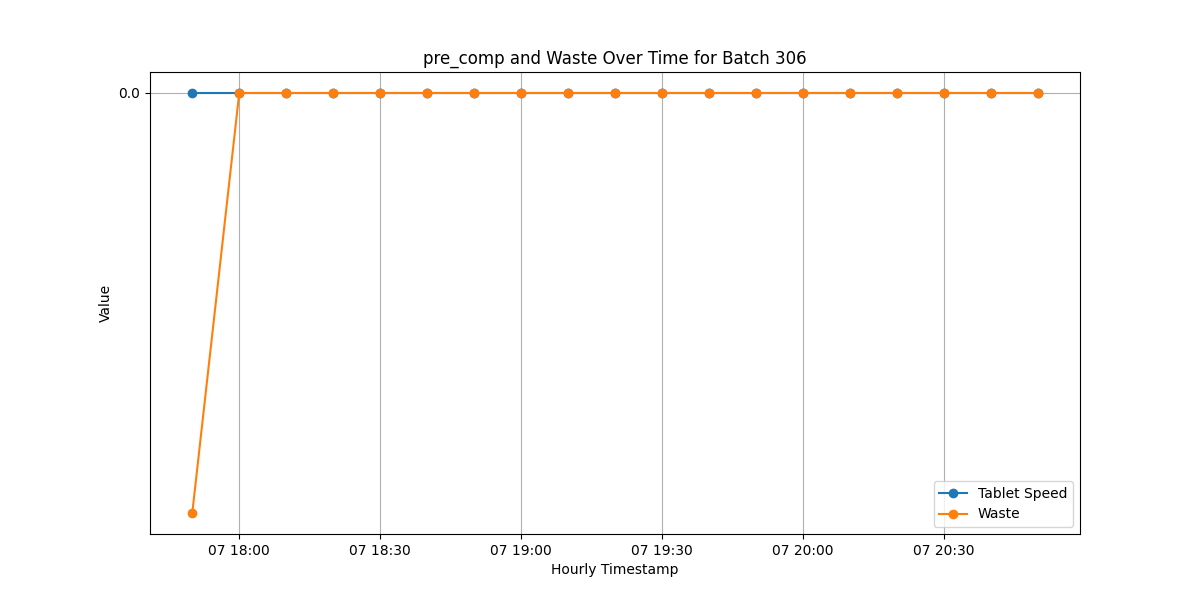 pre_comp and Waste Over Time for Batch 306
0.0
Value
Tablet Speed
Waste
07 18:00 07 18:30 07 19:00 07 19:30 07 20:00 07 20:30
Hourly Timestamp